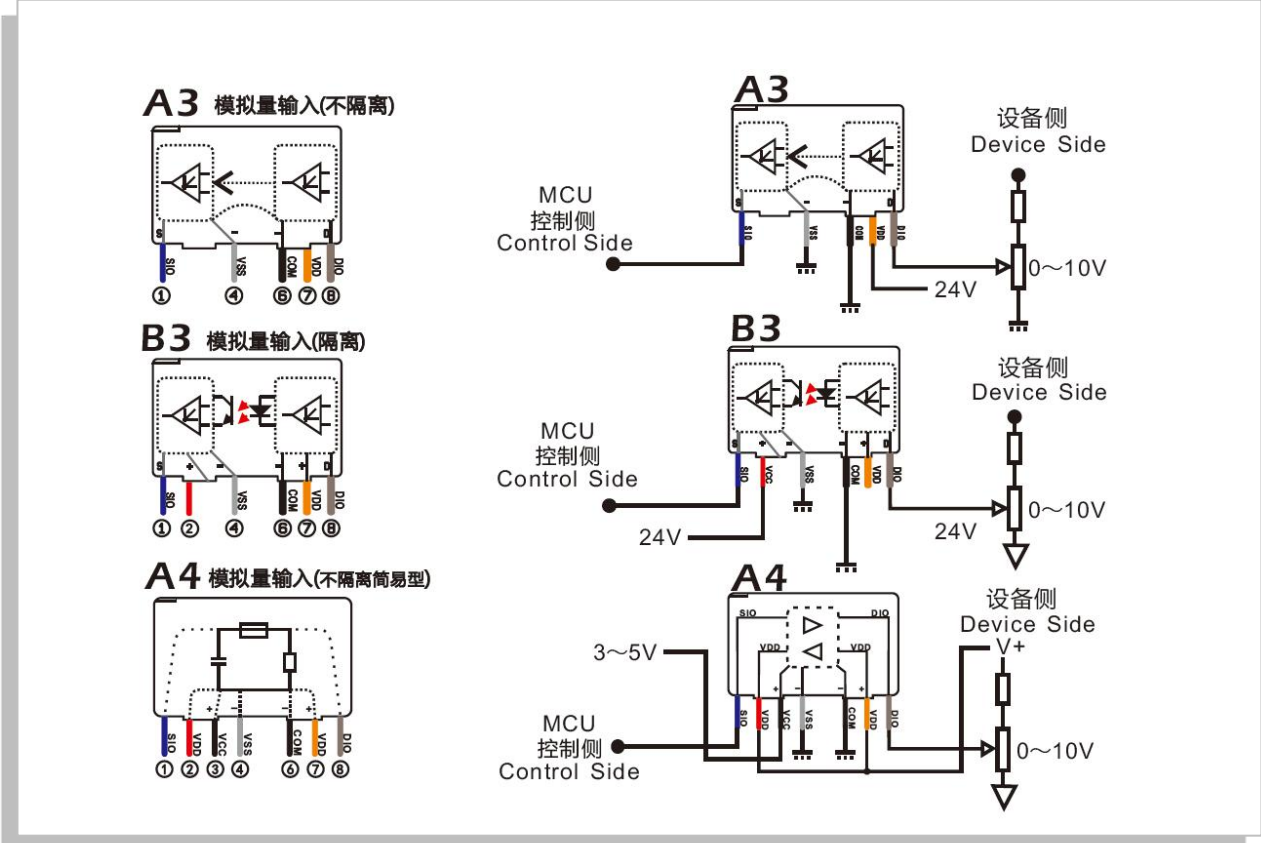 A3 模拟量输入(不隔离)
S - - D
SIO VSS COM VDD DIO
① ④ ⑥ ⑦ ⑧
B3 模拟量输入(隔离)
S + - - + D
SIO VSS COM VDD DIO
① ② ④ ⑥ ⑦ ⑧
A4 模拟量输入(不隔离简易型)
+ - - +
SIO VDD VCC VSS COM VDD DIO
① ② ③ ④ ⑥ ⑦ ⑧
A3
设备侧
Device Side
MCU
控制侧
Control Side
S - - D
SIO VSS COM VDD DIO
0～10V
24V
B3
设备侧
Device Side
MCU
控制侧
Control Side
S + - - + D
SIO VCC VSS COM VDD DIO
0～10V
24V
24V
A4
设备侧
Device Side
V+
SIO DIO
VDD VDD
3～5V
+ - - +
SIO VDD VCC VSS COM VDD DIO
MCU
控制侧
Control Side
0～10V